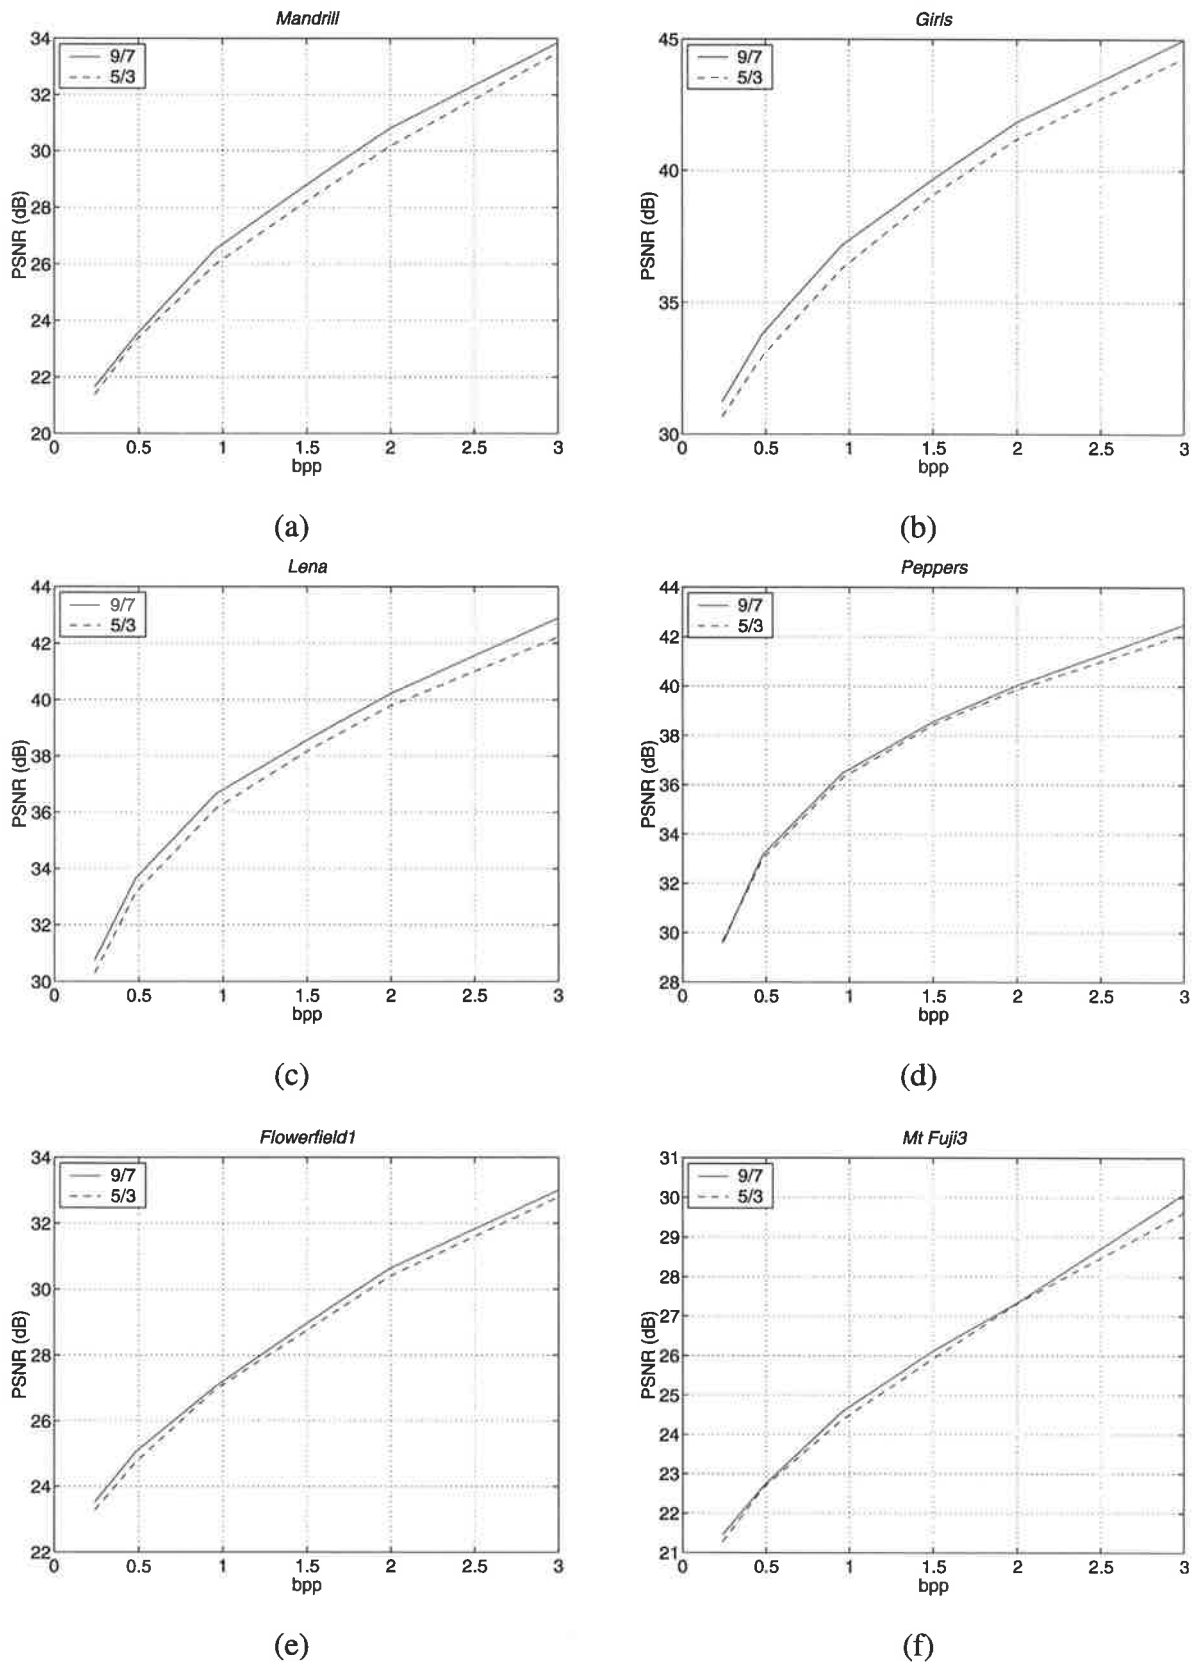 Mandrill
34
9/7
5/3
32
30
28
26
24
22
20
PSNR (dB)
0 0.5 1 1.5 2 2.5 3
bpp
(a)
Girls
45
9/7
5/3
40
35
30
PSNR (dB)
0 0.5 1 1.5 2 2.5 3
bpp
(b)
Lena
44
9/7
5/3
42
40
38
36
34
32
30
PSNR (dB)
0 0.5 1 1.5 2 2.5 3
bpp
(c)
Peppers
44
9/7
5/3
42
40
38
36
34
32
30
28
PSNR (dB)
0 0.5 1 1.5 2 2.5 3
bpp
(d)
Flowerfield1
34
9/7
5/3
32
30
28
26
24
22
PSNR (dB)
0 0.5 1 1.5 2 2.5 3
bpp
(e)
Mt Fuji3
31
9/7
5/3
30
29
28
27
26
25
24
23
22
21
PSNR (dB)
0 0.5 1 1.5 2 2.5 3
bpp
(f)